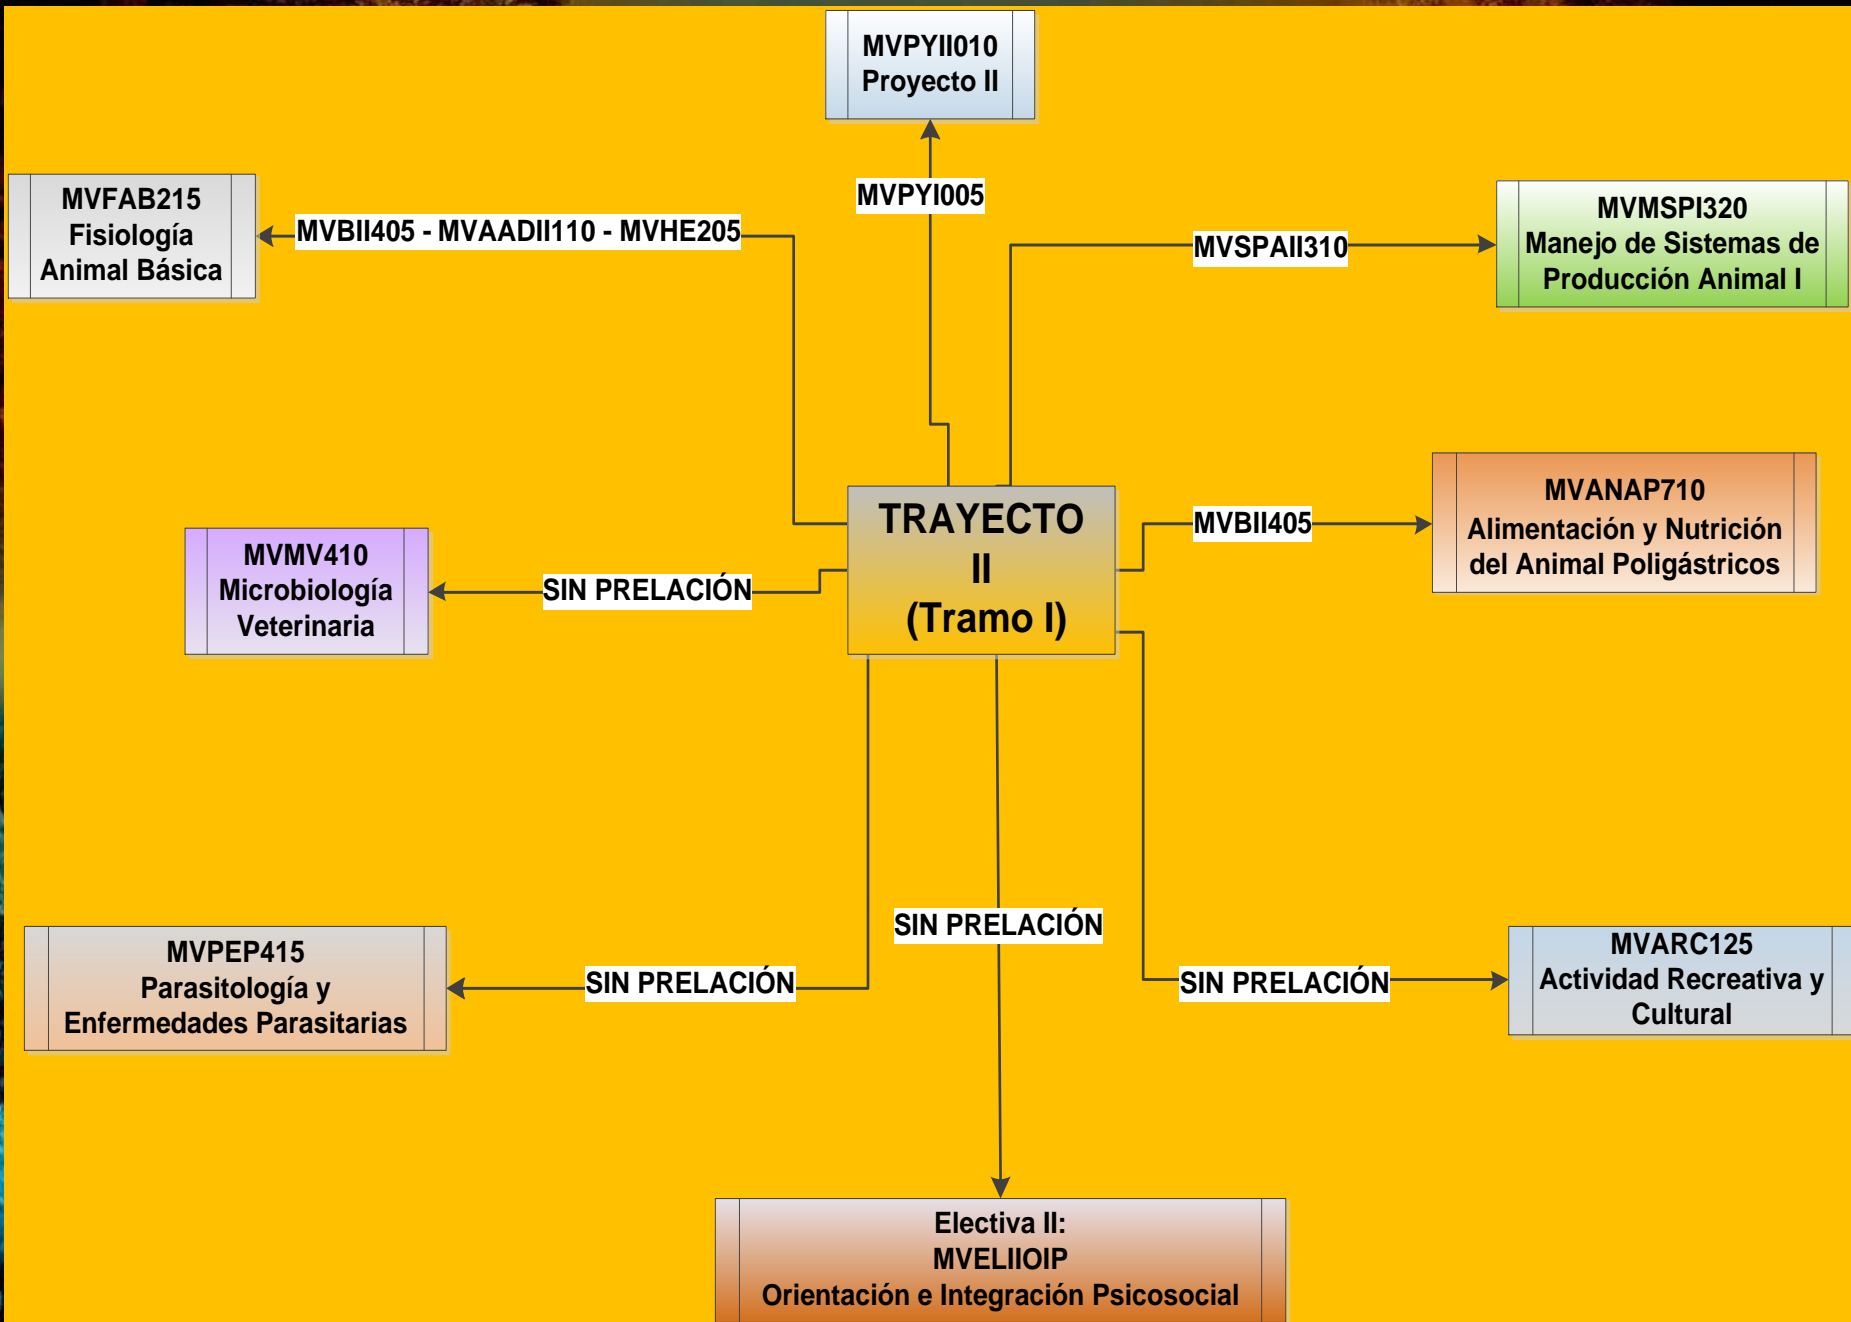 MVPYII010
Proyecto II
MVPYI005
MVFAB215
Fisiología
Animal Básica
MVBII405 - MVAADII110 - MVHE205
MVSPAII310
MVMSPI320
Manejo de Sistemas de
Producción Animal I
TRAYECTO
II
(Tramo I)
MVBII405
MVANAP710
Alimentación y Nutrición
del Animal Poligástricos
MVMV410
Microbiología
Veterinaria
SIN PRELACIÓN
SIN PRELACIÓN
MVPEP415
Parasitología y
Enfermedades Parasitarias
SIN PRELACIÓN
SIN PRELACIÓN
MVARC125
Actividad Recreativa y
Cultural
Electiva II:
MVELIIOIP
Orientación e Integración Psicosocial